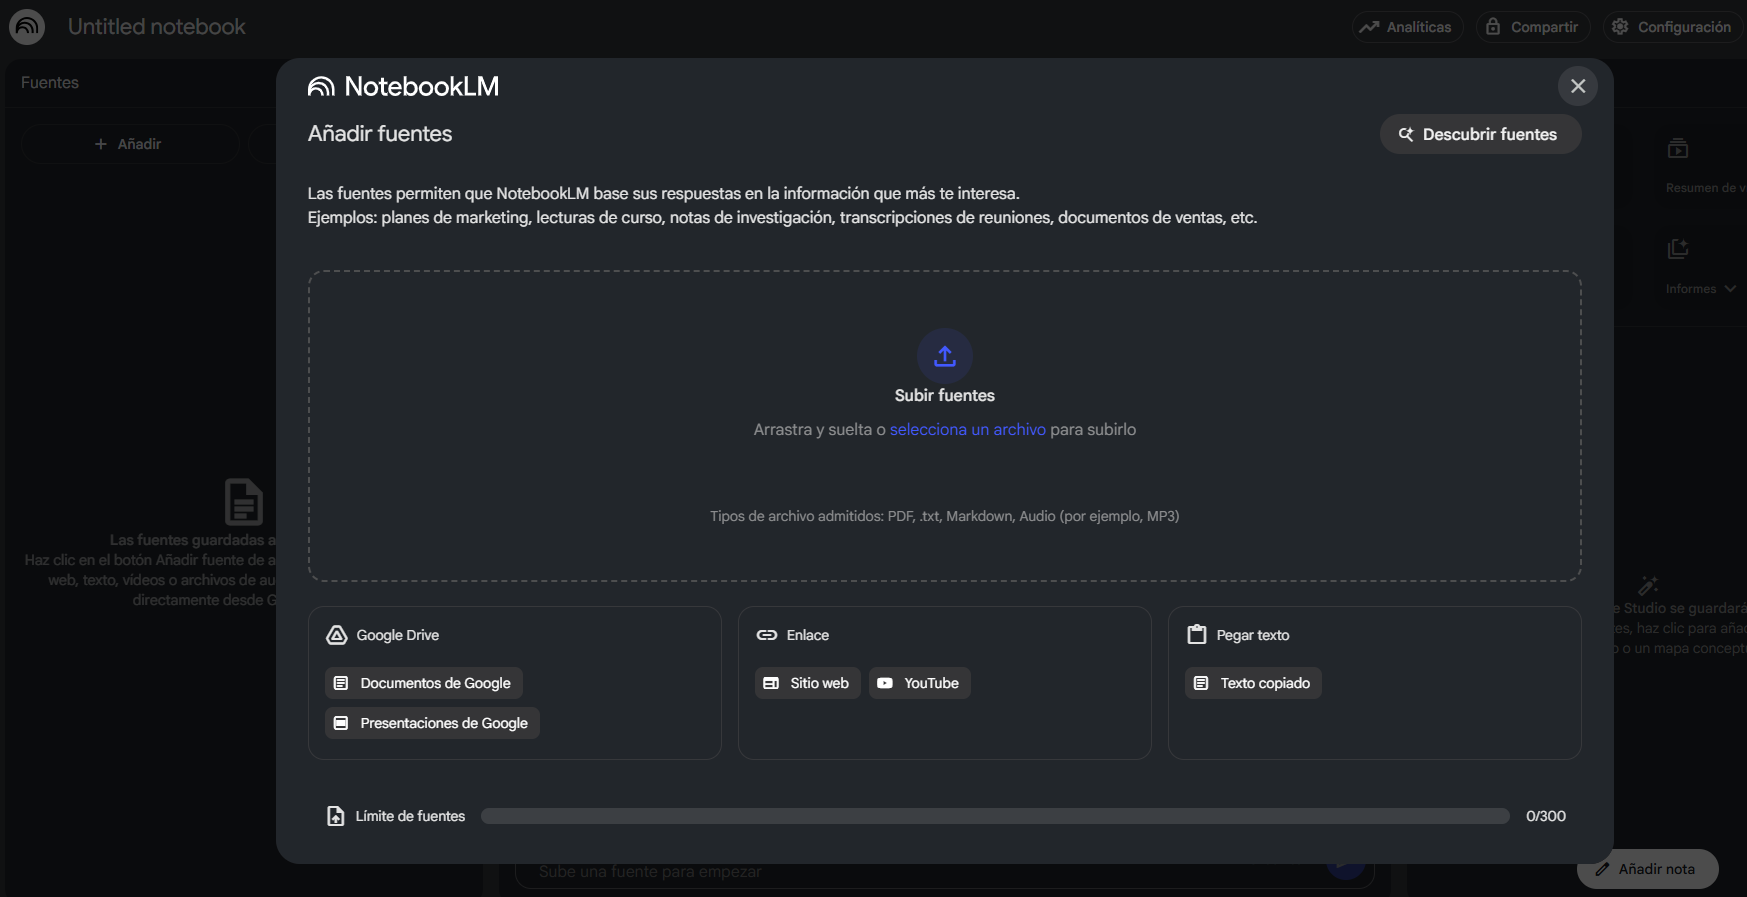 Untitled notebook
Analíticas
Compartir
Configuración
Fuentes
Añadir
NotebookLM
Añadir fuentes
Descubrir fuentes
Las fuentes permiten que NotebookLM base sus respuestas en la información que más te interesa.
Ejemplos: planes de marketing, lecturas de curso, notas de investigación, transcripciones de reuniones, documentos de ventas, etc.
Resumen de v
Informes
Subir fuentes
Arrastra y suelta o selecciona un archivo para subirlo
Tipos de archivo admitidos: PDF, .txt, Markdown, Audio (por ejemplo, MP3)
Las fuentes guardadas a
Haz clic en el botón Añadir fuente de a
web, texto, videos o archivos de au
directamente desde G
e Studio se guardará
es, haz clic para aña
o o un mapa concept
Google Drive
Documentos de Google
Presentaciones de Google
Enlace
Sitio web
YouTube
Pegar texto
Texto copiado
Límite de fuentes
0/300
Sube una fuente para empezar
Añadir nota